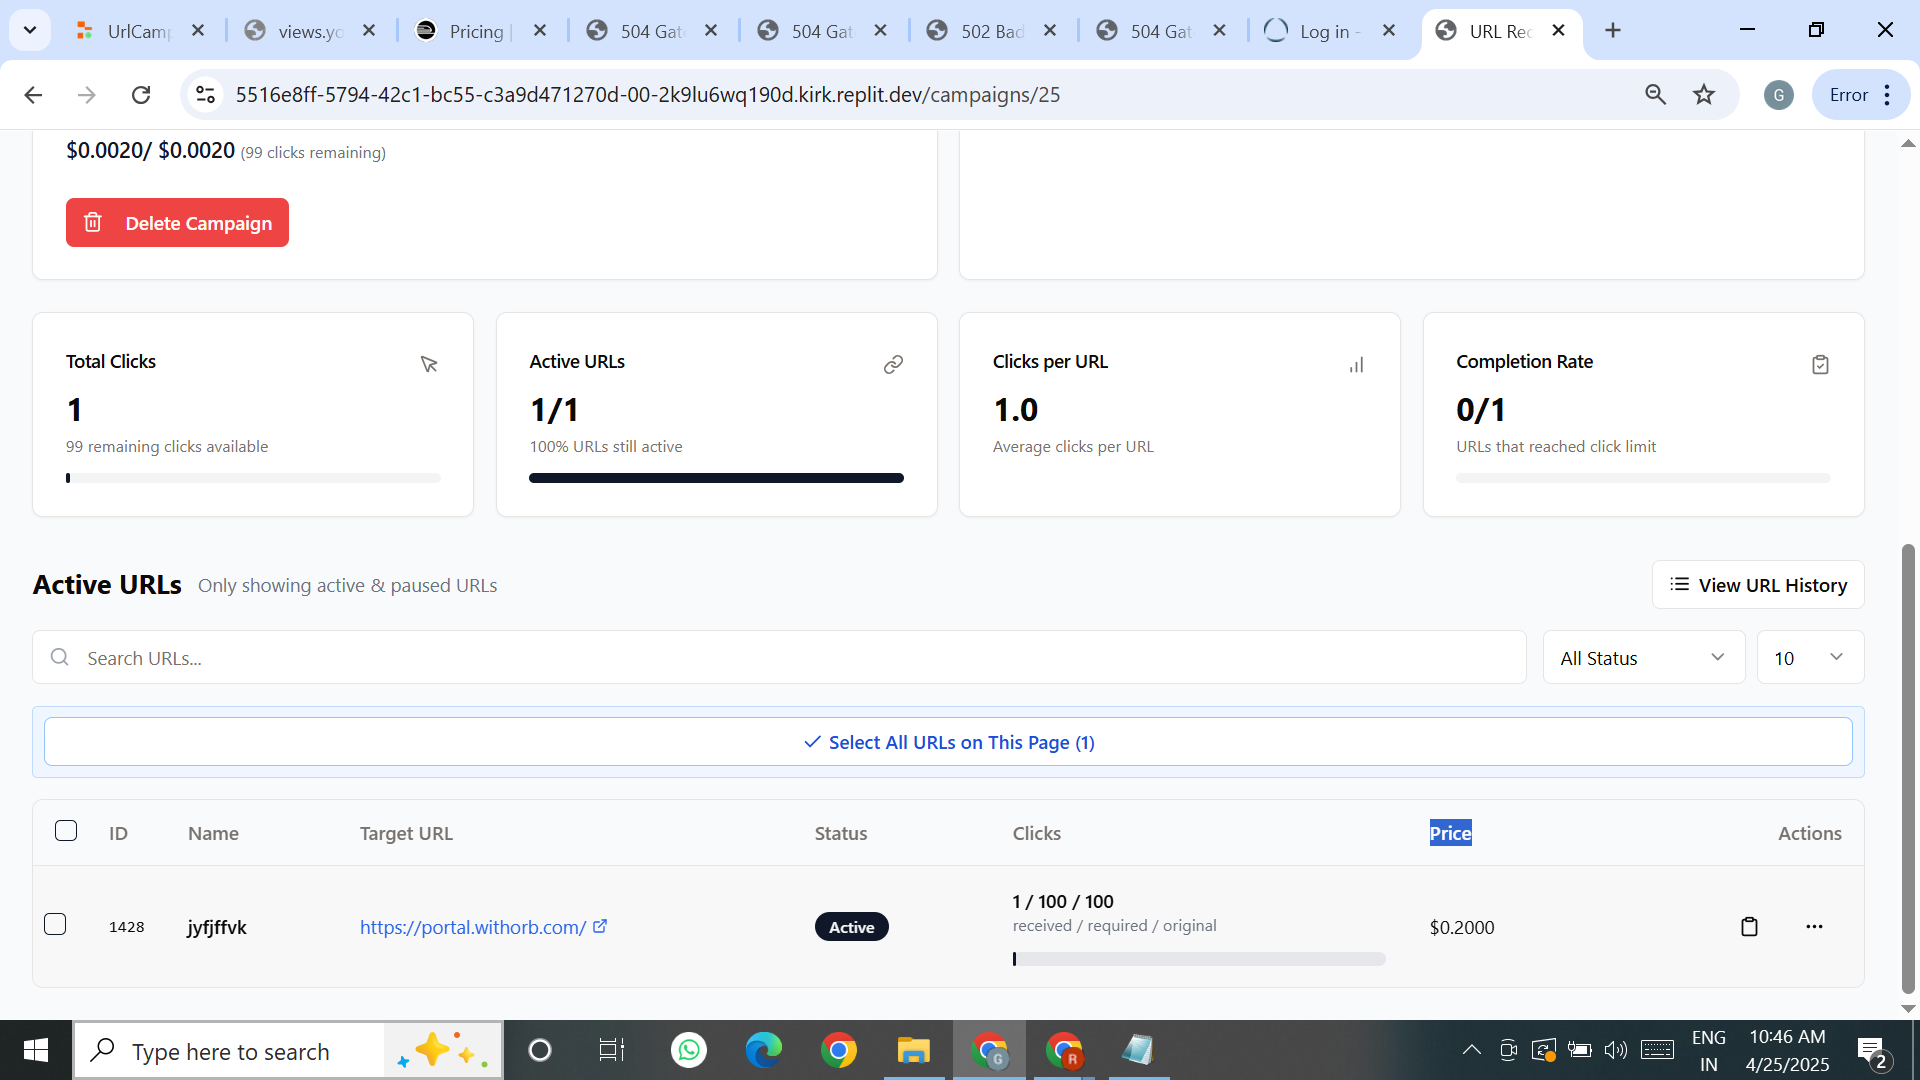 UrlCamp
views.yo
Pricing |
504 Gat
504 Gat
502 Bad
504 Gat
Log in -
URL Rec
5516e8ff-5794-42c1-bc55-c3a9d471270d-00-2k9lu6wq190d.kirk.replit.dev/campaigns/25
G
Error
$0.0020/ $0.0020 (99 clicks remaining)
Delete Campaign
Total Clicks
1
99 remaining clicks available
Active URLs
1/1
100% URLs still active
Clicks per URL
1.0
Average clicks per URL
Completion Rate
0/1
URLs that reached click limit
Active URLs Only showing active & paused URLs
View URL History
Search URLs...
All Status
10
Select All URLs on This Page (1)
ID Name Target URL Status Clicks Price Actions
1428 jyfjffvk https://portal.withorb.com/ Active
1 / 100 / 100
received / required / original
$0.2000
Type here to search
G
R
ENG
IN
10:46 AM
4/25/2025
2